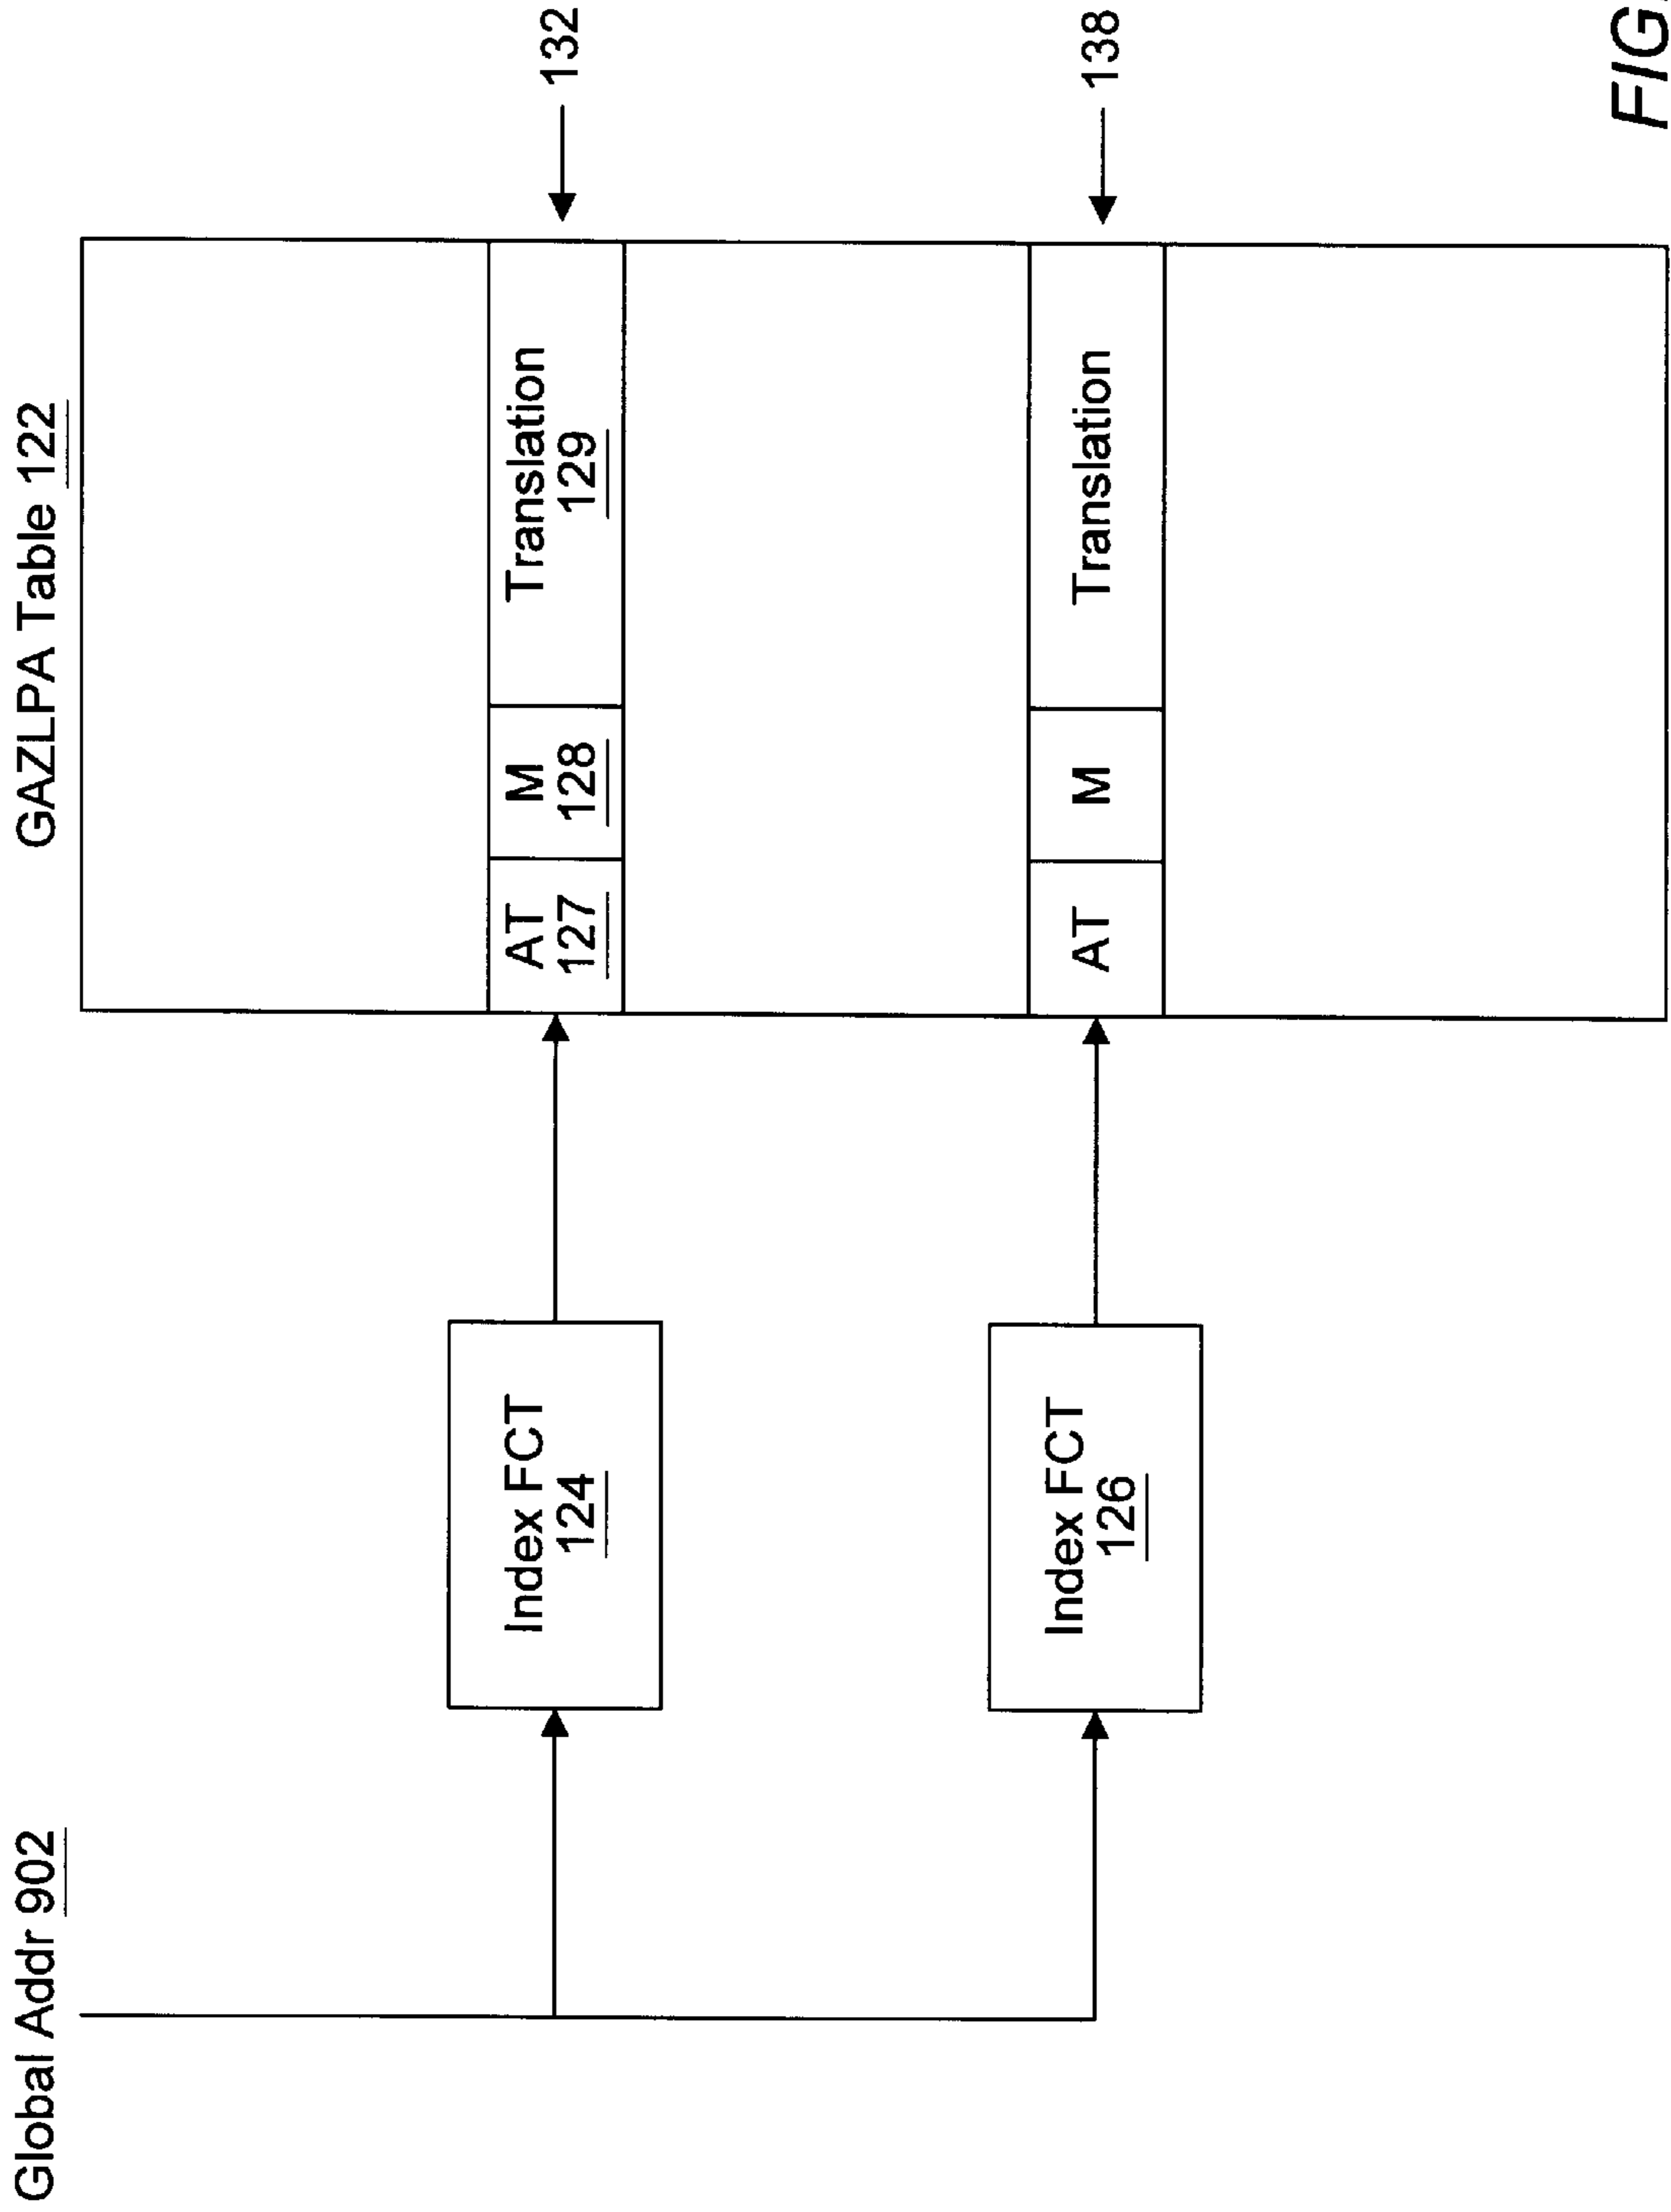 Global Addr 902
GAZLPA Table 122
Index FCT
124
AT
127
M
128
Translation
129
132
Index FCT
126
AT
M
Translation
138
FIG.